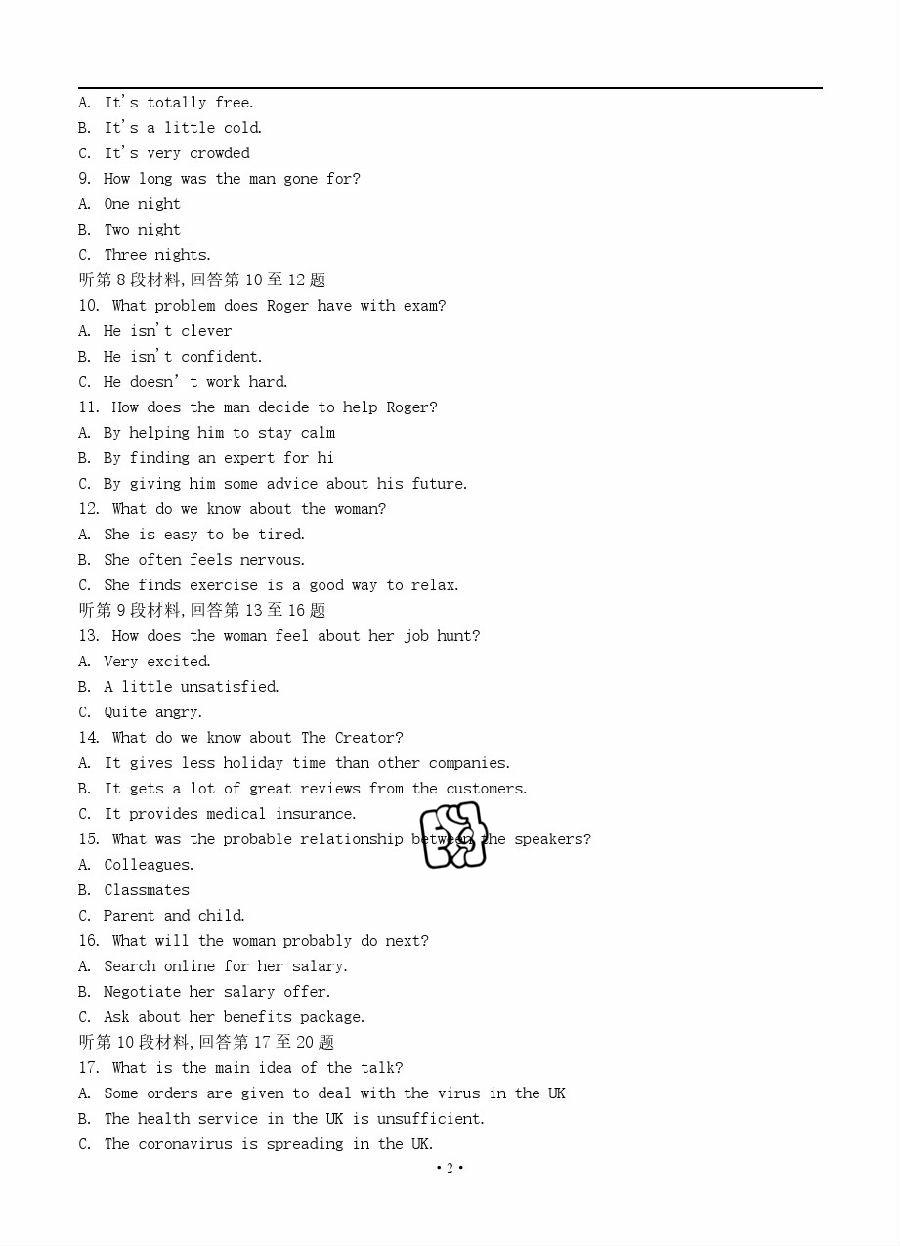 A. It's totally free.
B. It's a little cold.
C. It's very crowded
9. How long was the man gone for?
A. One night
B. Two night
C. Three nights.
听第 8 段材料,回答第 10 至 12 题
10. What problem does Roger have with exam?
A. He isn't clever
B. He isn't confident.
C. He doesn’t work hard.
11. How does the man decide to help Roger?
A. By helping him to stay calm
B. By finding an expert for hi
C. By giving him some advice about his future.
12. What do we know about the woman?
A. She is easy to be tired.
B. She often feels nervous.
C. She finds exercise is a good way to relax.
听第 9 段材料,回答第 13 至 16 题
13. How does the woman feel about her job hunt?
A. Very excited.
B. A little unsatisfied.
C. Quite angry.
14. What do we know about The Creator?
A. It gives less holiday time than other companies.
B. It gets a lot of great reviews from the customers.
C. It provides medical insurance.
15. What was the probable relationship between the speakers?
A. Colleagues.
B. Classmates
C. Parent and child.
16. What will the woman probably do next?
A. Search online for her salary.
B. Negotiate her salary offer.
C. Ask about her benefits package.
听第 10 段材料,回答第 17 至 20 题
17. What is the main idea of the talk?
A. Some orders are given to deal with the virus in the UK
B. The health service in the UK is unsufficient.
C. The coronavirus is spreading in the UK.
·2·